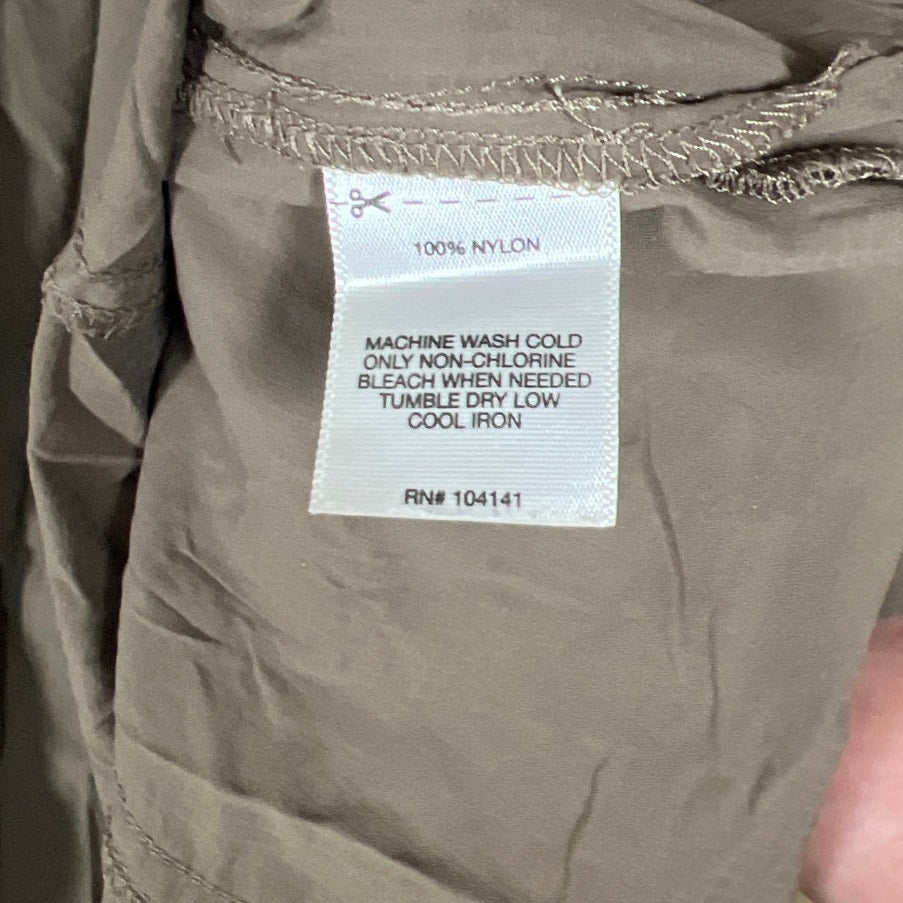 100% NYLON
MACHINE WASH COLD
ONLY NON-CHLORINE
BLEACH WHEN NEEDED
TUMBLE DRY LOW
COOL IRON
RN# 104141